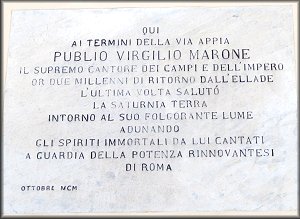 QUI
AI TERMINI DELLA VIA APPIA
PUBLIO VIRGILIO MARONE
IL SUPREMO CANTORE DEI CAMPI E DELL'IMPERO
OR DUE MILLENNI DI RITORNO DALL'ELLADE
L'ULTIMA VOLTA SALUTÓ
LA SATURNIA TERRA
INTORNO AL SUO FOLGORANTE LUME
ADUNANDO
GLI SPIRITI IMMORTALI DA LUI CANTATI
A GUARDIA DELLA POTENZA RINNOVANTESI
DI ROMA
OTTOBRE MCM